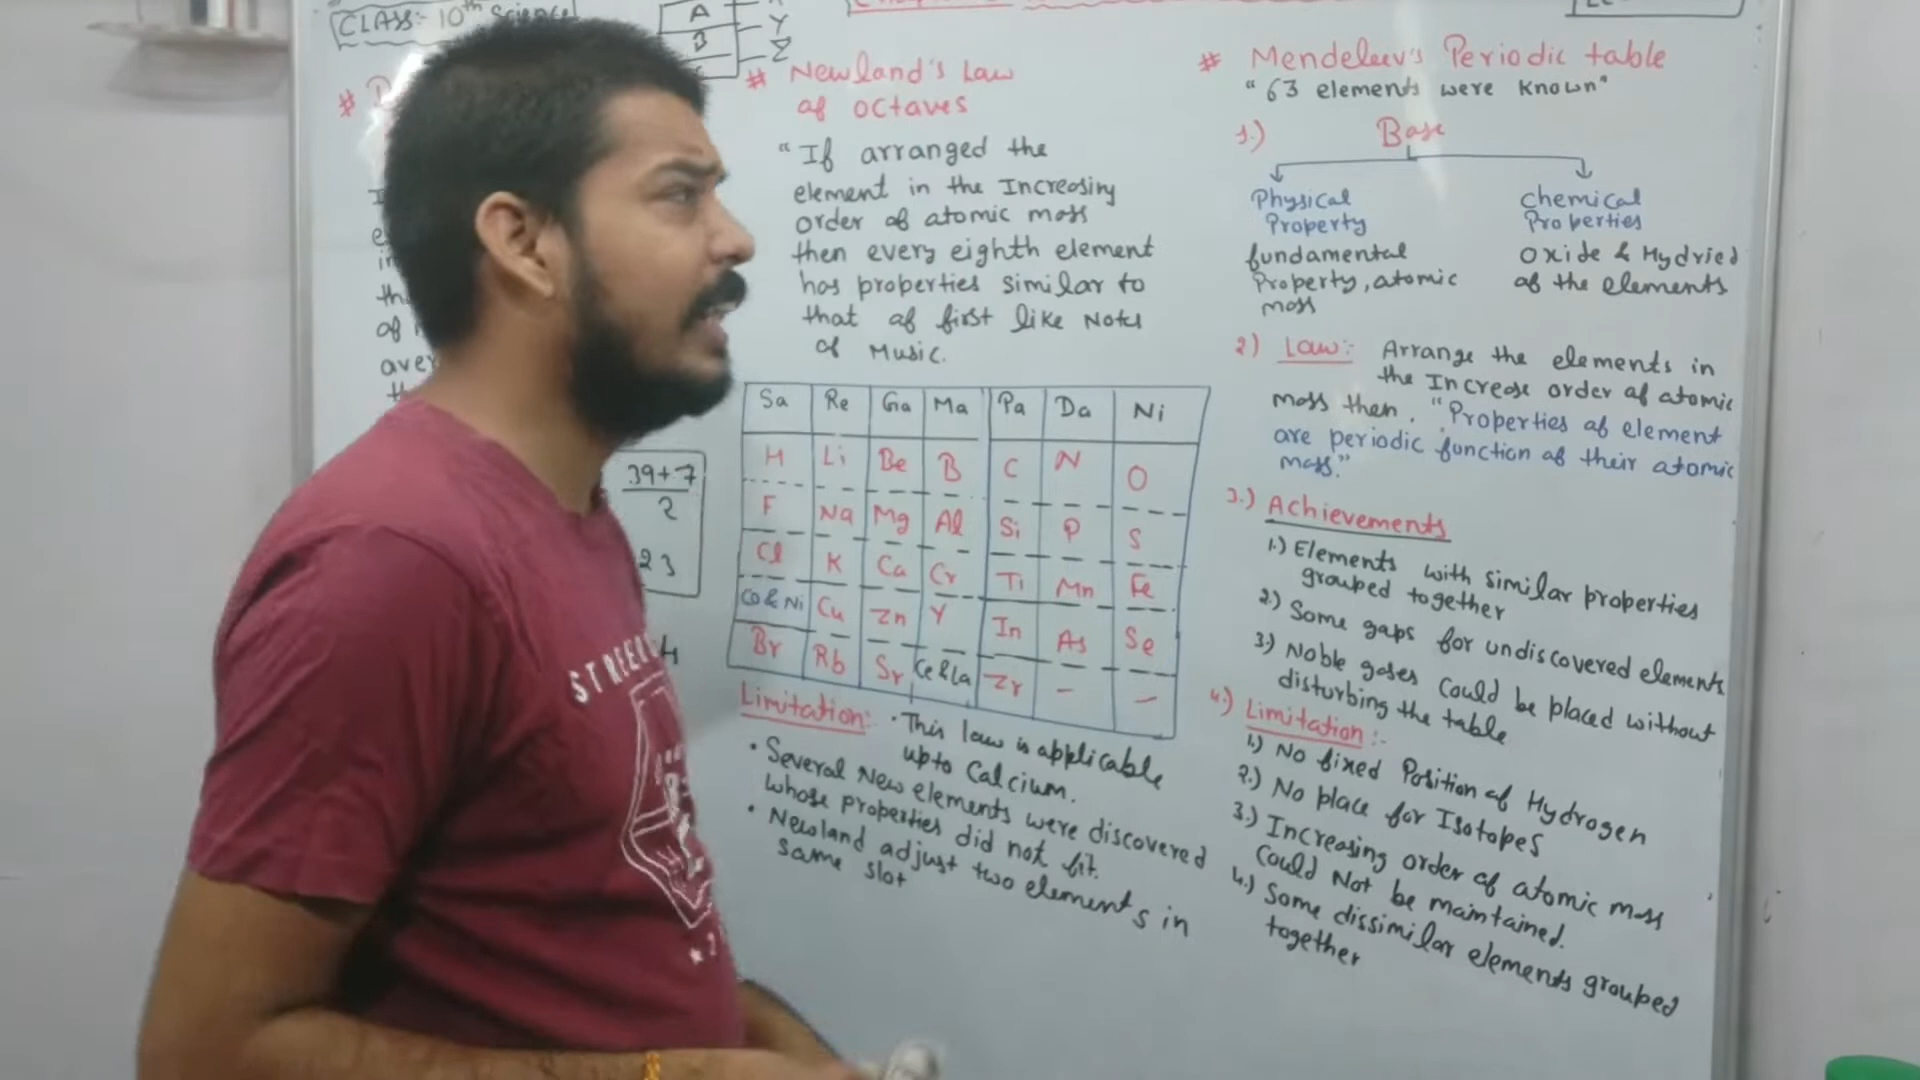 CLASS:- 10th Science
A
B
Y
Z
# Newland's Law
of octaves
"If arranged the
element in the Increasing
order of atomic mass
then every eighth element
has properties similar to
that of first like Notes
of Music.
Sa Re Ga Ma Pa Da Ni
H Li Be B C N O
F Na Mg Al Si P S
Cl K Ca Cr Ti Mn Fe
Co & Ni Cu Zn Y In As Se
Br Rb Sr Ce & La Zr - -
Limitation:- • This law is applicable
upto Calcium.
• Several New elements were discovered
whose properties did not fit.
• Newland adjust two elements in
same slot
# Mendeleev's Periodic table
"63 elements were known"
1.) Base
Physical
Property
fundamental
Property, atomic
mass
Chemical
Properties
Oxide & Hydried
of the elements
2) Law:- Arrange the elements in
the Increase order of atomic
mass then. "Properties of element
are periodic function of their atomic
mass."
3.) Achievements
1.) Elements with similar properties
grouped together
2.) Some gaps for undiscovered elements
3.) Noble gases could be placed without
disturbing the table
4.) Limitation:-
1.) No fixed Position of Hydrogen
2.) No place for Isotopes
3.) Increasing order of atomic mass
could Not be maintained.
4.) Some dissimilar elements grouped
together
39+7
2
23
of